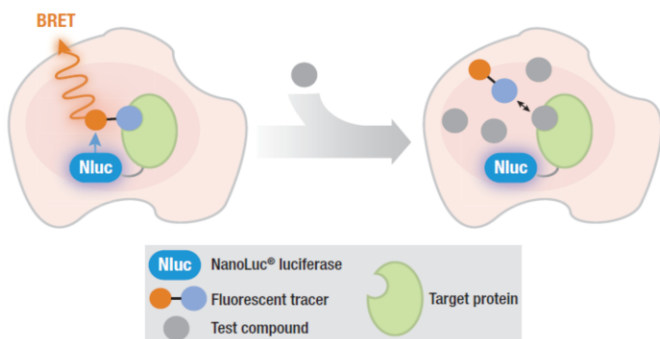 BRET
Nluc
Nluc
Nluc NanoLuc® luciferase
Fluorescent tracer
Target protein
Test compound